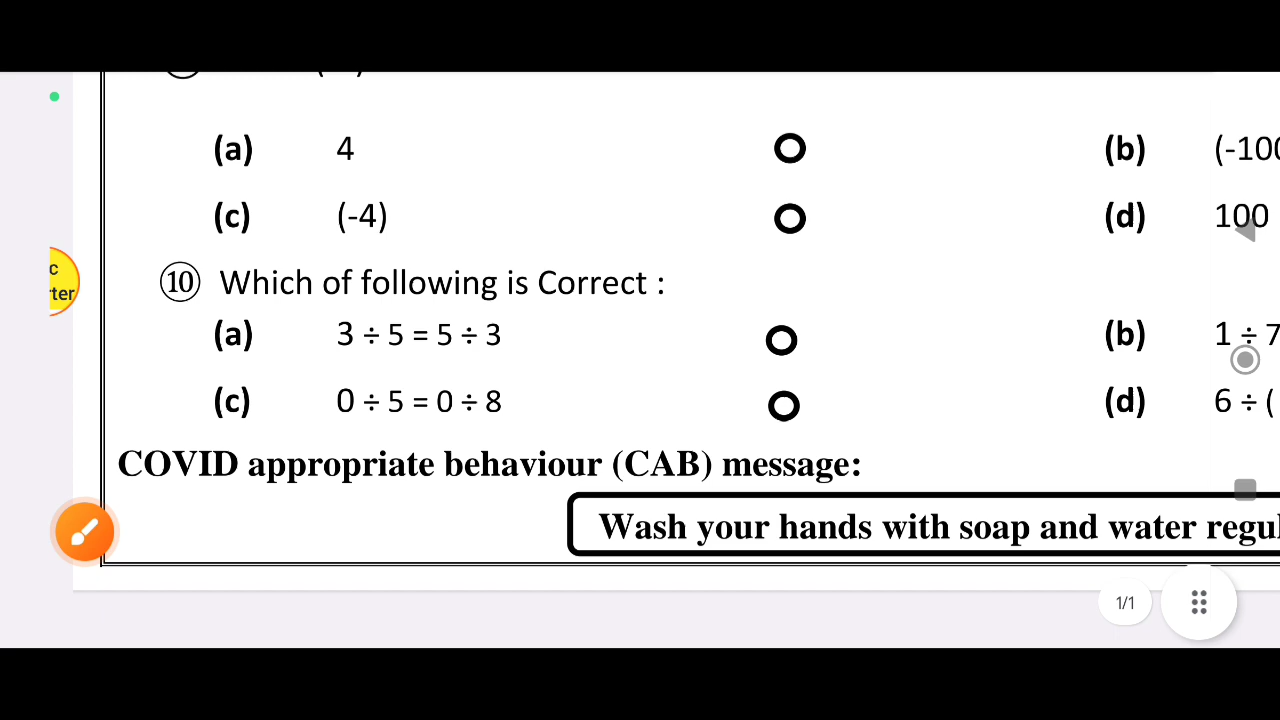 (a) 4 (b) (-100
(c) (-4) (d) 100
⑩ Which of following is Correct :
(a) 3 ÷ 5 = 5 ÷ 3 (b) 1 ÷ 7
(c) 0 ÷ 5 = 0 ÷ 8 (d) 6 ÷ (
c
ter
COVID appropriate behaviour (CAB) message:
Wash your hands with soap and water regul
1/1